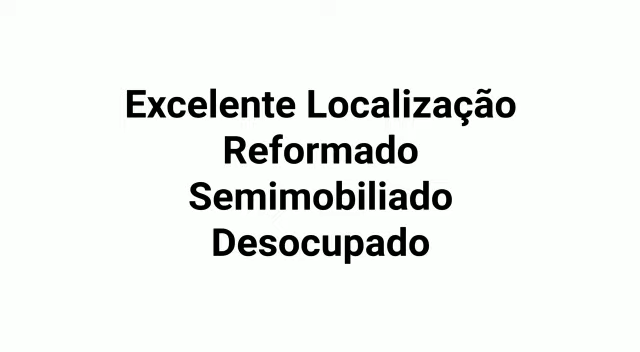 Excelente Localização
Reformado
Semimobiliado
Desocupado